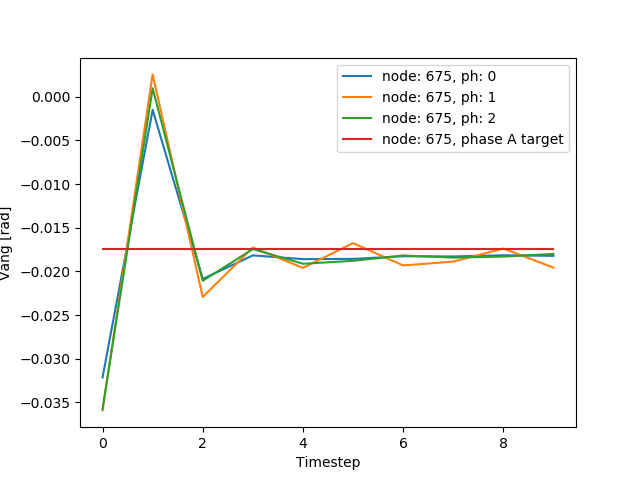 node: 675, ph: 0
node: 675, ph: 1
node: 675, ph: 2
node: 675, phase A target
0.000
−0.005
−0.010
−0.015
−0.020
−0.025
−0.030
−0.035
Vang [rad]
0 2 4 6 8
Timestep